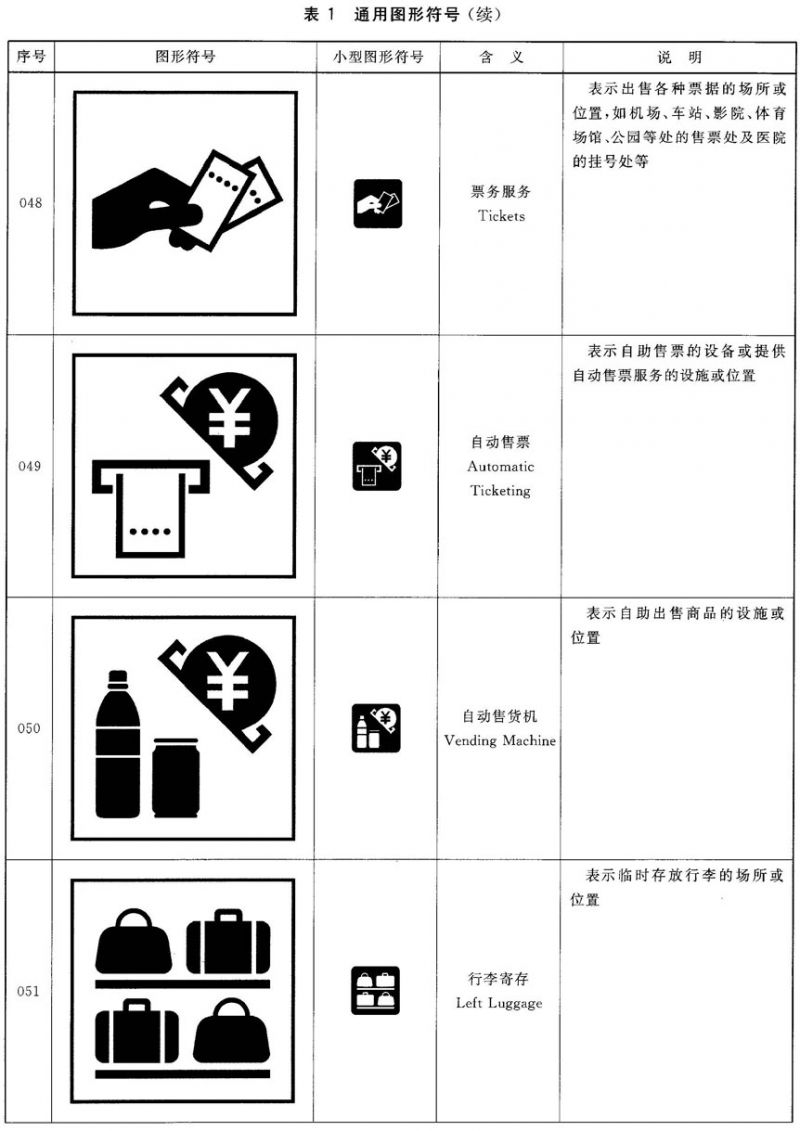 表 1 通用图形符号(续)
序号 图形符号 小型图形符号 含 义 说 明
048
票务服务
Tickets
表示出售各种票据的场所或
位置,如机场、车站、影院、体育
场馆、公园等处的售票处及医院
的挂号处等
049
¥
¥
自动售票
Automatic
Ticketing
表示自助售票的设备或提供
自动售票服务的设施或位置
050
¥
¥
自动售货机
Vending Machine
表示自助出售商品的设施或
位置
051
行李寄存
Left Luggage
表示临时存放行李的场所或
位置